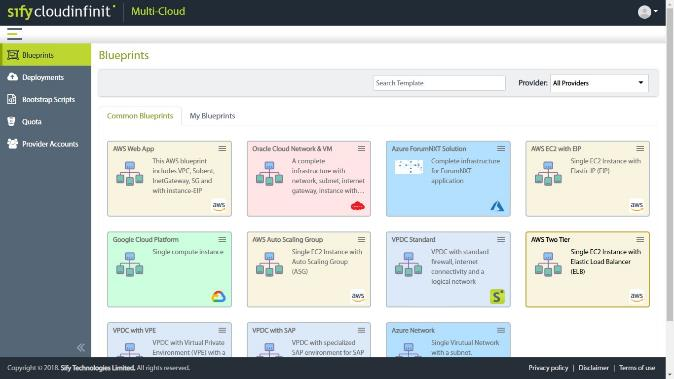 sify cloudinfinit Multi-Cloud
Blueprints
Deployments
Bootstrap Scripts
Quota
Provider Accounts
Blueprints
Search Template Provider: All Providers
Common Blueprints My Blueprints
AWS Web App
This AWS blueprint
includes VPC, Subent,
InetGateway, SG and
with instance-EIP
aws
Oracle Cloud Network & VM
A complete
infrastructure with
network, subnet, internet
gateway, instance with...
Azure ForumNXT Solution
Complete infrastructure
for ForumNXT
application
AWS EC2 with EIP
Single EC2 Instance with
Elastic IP (EIP)
aws
Google Cloud Platform
Single compute instance
AWS Auto Scaling Group
Single EC2 Instance with
Auto Scaling Group
(ASG)
aws
VPDC Standard
VPDC with standard
firewall, internet
connectivity and a
logical network
S
AWS Two Tier
Single EC2 Instance with
Elastic Load Balancer
(ELB)
aws
VPDC with VPE
VPDC with Virtual Private
Environment (VPE) with a
VPDC with SAP
VPDC with specialized
SAP environment for SAP
Azure Network
Single Virutual Network
with a subnet.
Copyright © 2018. Sify Technologies Limited. All rights reserved. Privacy policy | Disclaimer | Terms of use